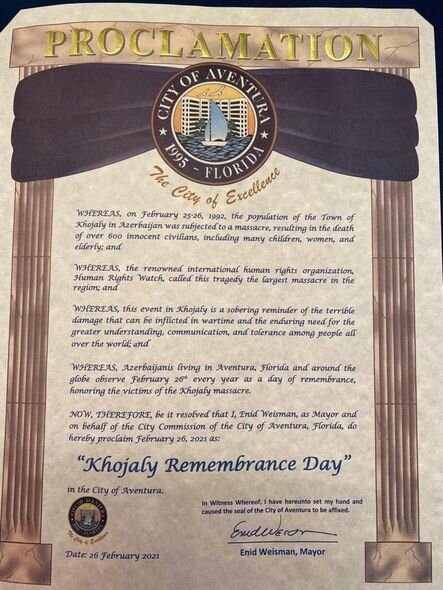 PROCLAMATION
CITY OF AVENTURA
1995 - FLORIDA
The City of Excellence
WHEREAS, on February 25-26, 1992, the population of the Town of
Khojaly in Azerbaijan was subjected to a massacre, resulting in the death
of over 600 innocent civilians, including many children, women, and
elderly; and
WHEREAS, the renowned international human rights organization,
Human Rights Watch, called this tragedy the largest massacre in the
region; and
WHEREAS, this event in Khojaly is a sobering reminder of the terrible
damage that can be inflicted in wartime and the enduring need for the
greater understanding, communication, and tolerance among people all
over the world; and
WHEREAS, Azerbaijanis living in Aventura, Florida and around the
globe observe February 26th every year as a day of remembrance,
honoring the victims of the Khojaly massacre.
NOW, THEREFORE, be it resolved that I, Enid Weisman, as Mayor and
on behalf of the City Commission of the City of Aventura, Florida, do
hereby proclaim February 26, 2021 as:
"Khojaly Remembrance Day"
in the City of Aventura.
In Witness Whereof, I have hereunto set my hand and
caused the seal of the City of Aventura to be affixed.
The City of Excellence
Enid Weisman, Mayor
Date: 26 February 2021